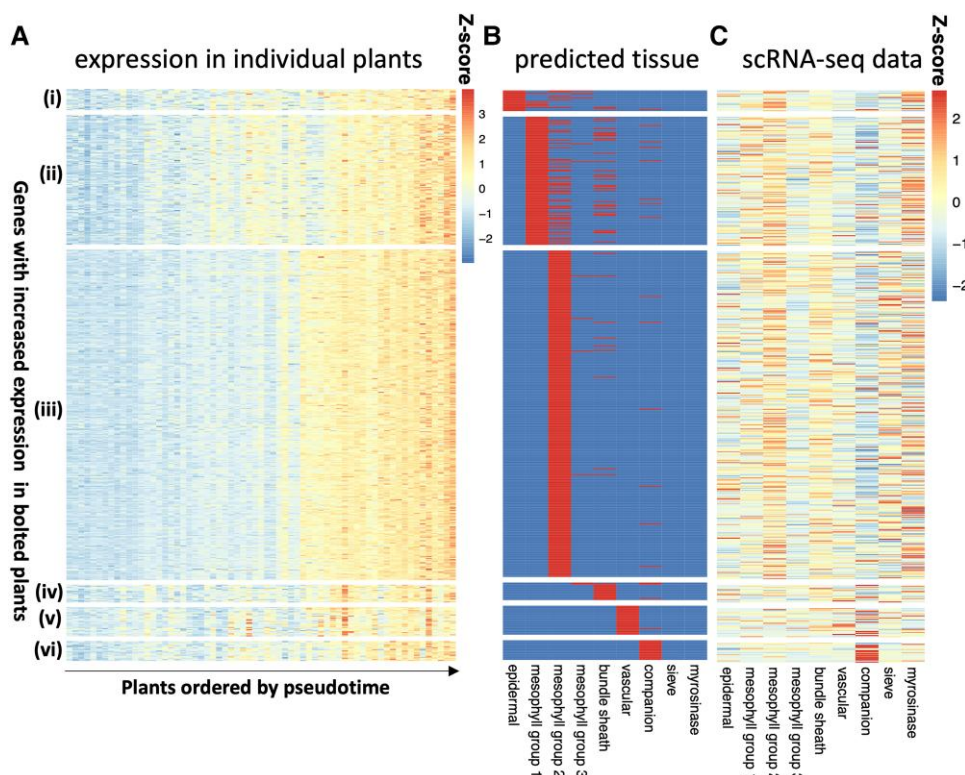 A
expression in individual plants
Z-score
3
2
1
0
−1
−2
(i)
(ii)
(iii)
(iv)
(v)
(vi)
Genes with increased expression in bolted plants
Plants ordered by pseudotime
B
predicted tissue
epidermal
mesophyll group 1
mesophyll group 2
mesophyll group 3
bundle sheath
vascular
companion
sieve
myrosinase
C
scRNA-seq data
Z-score
2
1
0
−1
−2
epidermal
mesophyll group
mesophyll group
mesophyll group
bundle sheath
vascular
companion
sieve
myrosinase